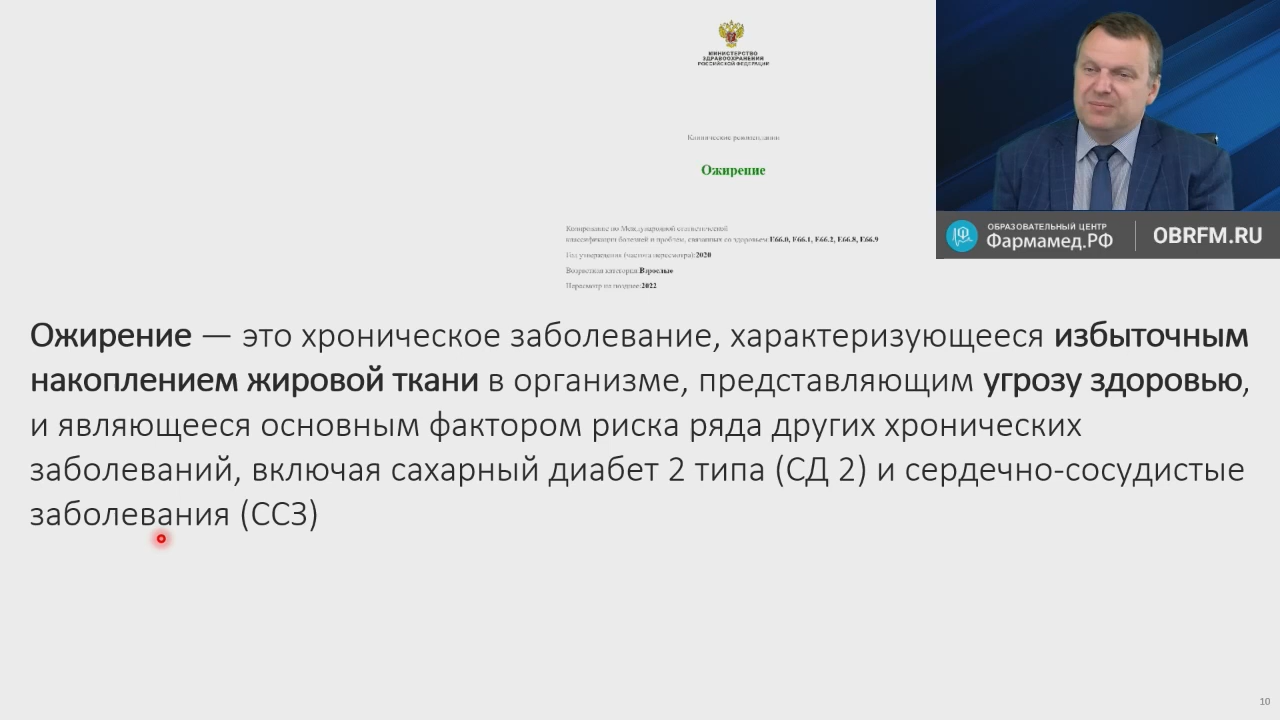 МИНИСТЕРСТВО
ЗДРАВООХРАНЕНИЯ
РОССИЙСКОЙ ФЕДЕРАЦИИ
Клинические рекомендации
Ожирение
Кодирование по Международной статистической
классификации болезней и проблем, связанных со здоровьем:E66.0, E66.1, E66.2, E66.8, E66.9
Год утверждения (частота пересмотра):2020
Возрастная категория:Взрослые
Пересмотр не позднее:2022
ОБРАЗОВАТЕЛЬНЫЙ ЦЕНТР
Фармамед.РФ
OBRFM.RU
Ожирение — это хроническое заболевание, характеризующееся избыточным
накоплением жировой ткани в организме, представляющим угрозу здоровью,
и являющееся основным фактором риска ряда других хронических
заболеваний, включая сахарный диабет 2 типа (СД 2) и сердечно-сосудистые
заболевания (ССЗ)
10